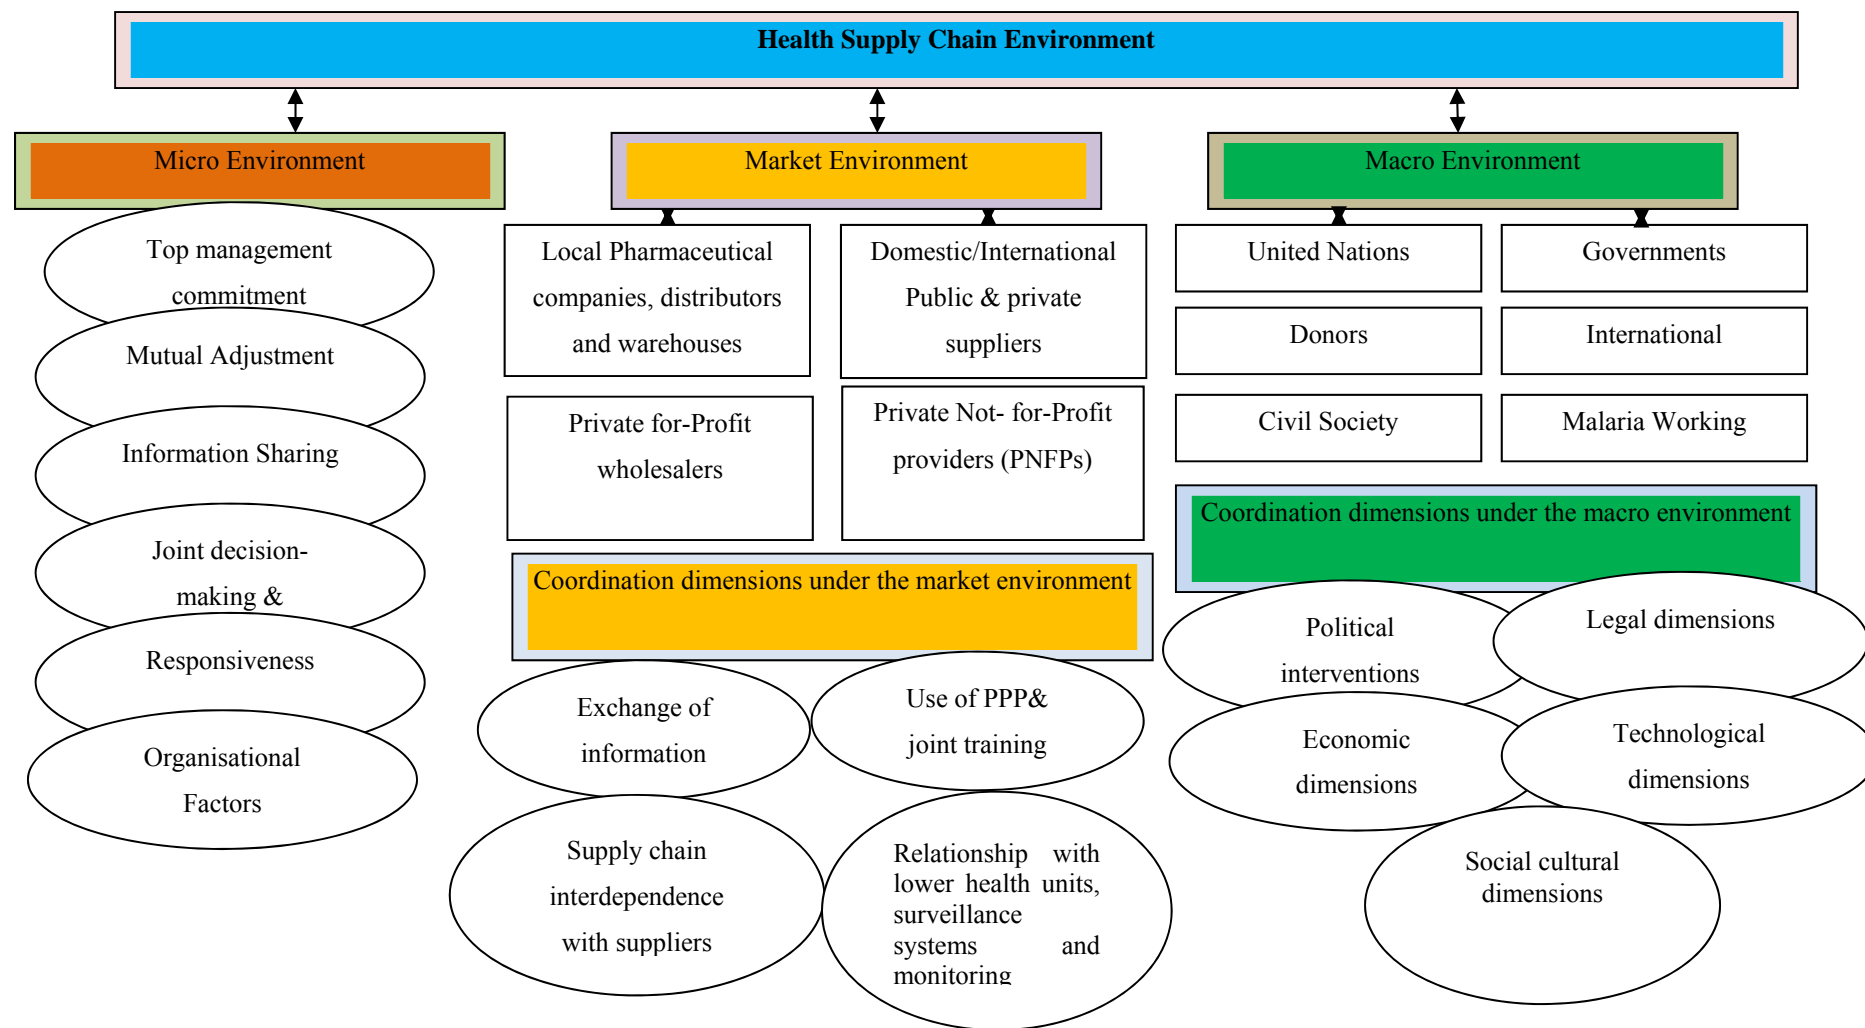 Health Supply Chain Environment
Micro Environment
Market Environment
Macro Environment
Top management
commitment
Mutual Adjustment
Information Sharing
Joint decision-
making &
Responsiveness
Organisational
Factors
Local Pharmaceutical
companies, distributors
and warehouses
Domestic/International
Public & private
suppliers
Private for-Profit
wholesalers
Private Not- for-Profit
providers (PNFPs)
Coordination dimensions under the market environment
Exchange of
information
Use of PPP&
joint training
Supply chain
interdependence
with suppliers
Relationship with
lower health units,
surveillance
systems and
monitoring
United Nations
Governments
Donors
International
Civil Society
Malaria Working
Coordination dimensions under the macro environment
Political
interventions
Legal dimensions
Economic
dimensions
Technological
dimensions
Social cultural
dimensions